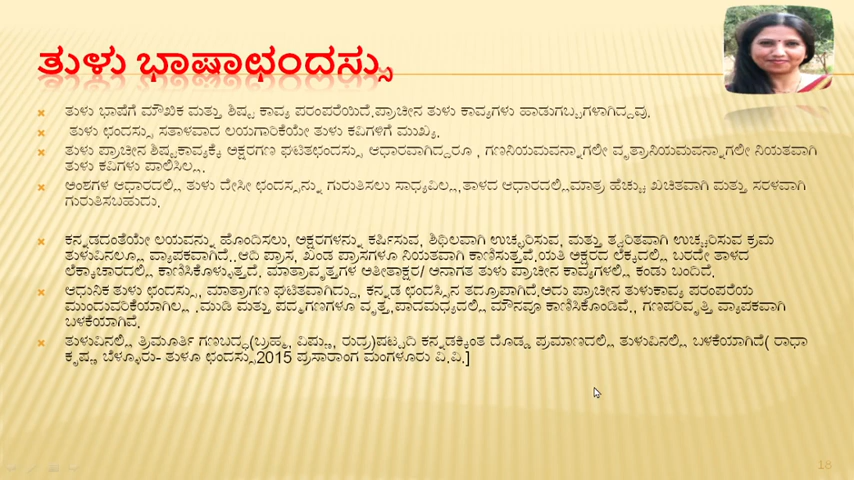 ತುಳು ಭಾಷಾಛಂದಸ್ಸು
ತುಳು ಭಾಷೆಗೆ ಮೌಖಿಕ ಮತ್ತು ಶಿಷ್ಟ ಕಾವ್ಯ ಪರಂಪರೆಯಿದೆ.ಪ್ರಾಚೀನ ತುಳು ಕಾವ್ಯಗಳು ಹಾಡುಗಬ್ಬಗಳಾಗಿದ್ದವು.
ತುಳು ಛಂದಸ್ಸು ಸತಾಳವಾದ ಲಯಗಾರಿಕೆಯೇ ತುಳು ಕವಿಗಳಿಗೆ ಮುಖ್ಯ.
ತುಳು ಪ್ರಾಚೀನ ಶಿಷ್ಟಕಾವ್ಯಕ್ಕೆ ಅಕ್ಷರಗಣ ಘಟಿತಛಂದಸ್ಸು ಆಧಾರವಾಗಿದ್ದರೂ , ಗಣನಿಯಮವನ್ನಾಗಲೀ ವೃತ್ತಾನಿಯಮವನ್ನಾಗಲೀ ನಿಯತವಾಗಿ
ತುಳು ಕವಿಗಳು ಪಾಲಿಸಿಲ್ಲ.
ಅಂಶಗಳ ಆಧಾರದಲ್ಲಿ ತುಳು ದೇಸೀ ಛಂದಸ್ಸನ್ನು ಗುರುತಿಸಲು ಸಾಧ್ಯವಿಲ್ಲ,ತಾಳದ ಆಧಾರದಲ್ಲಿಮಾತ್ರ ಹೆಚ್ಚು ಖಚಿತವಾಗಿ ಮತ್ತು ಸರಳವಾಗಿ
ಗುರುತಿಸಬಹುದು.
ಕನ್ನಡದಂತೆಯೇ ಲಯವನ್ನು ಹೊಂದಿಸಲು, ಅಕ್ಷರಗಳನ್ನು ಕರ್ಷಿಸುವ, ಶಿಥಿಲವಾಗಿ ಉಚ್ಛರಿಸುವ, ಮತ್ತು ತ್ವರಿತವಾಗಿ ಉಚ್ಚರಿಸುವ ಕ್ರಮ
ತುಳುವಿನಲ್ಲೂ ವ್ಯಾಪಕವಾಗಿದೆ..ಆದಿ ಪ್ರಾಸ, ಖಂಡ ಪ್ರಾಸಗಳೂ ನಿಯತವಾಗಿ ಕಾಣಿಸುತ್ತವೆ.ಯತಿ ಅಕ್ಷರದ ಲೆಕ್ಕದಲ್ಲಿ ಬರದೇ ತಾಳದ
ಲೆಕ್ಕಾಚಾರದಲ್ಲಿ ಕಾಣಿಸಿಕೊಳ್ಳುತ್ತದೆ. ಮಾತ್ರಾವೃತ್ತಗಳ ಅತೀತಾಕ್ಷರ/ ಅನಾಗತ ತುಳು ಪ್ರಾಚೀನ ಕಾವ್ಯಗಳಲ್ಲಿ ಕಂಡು ಬಂದಿದೆ.
ಆಧುನಿಕ ತುಳು ಛಂದಸ್ಸು, ಮಾತ್ರಾಗಣ ಘಟಿತವಾಗಿದ್ದು, ಕನ್ನಡ ಛಂದಸ್ಸಿನ ತದ್ರೂಪಾಗಿದೆ.ಅದು ಪ್ರಾಚೀನ ತುಳುಕಾವ್ಯ ಪರಂಪರೆಯ
ಮುಂದುವರಿಕೆಯಾಗಿಲ್ಲ .ಮುಡಿ ಮತ್ತು ಪದ್ಮಗಣಗಳೂ ವೃತ್ತ,ಪಾದಮಧ್ಯದಲ್ಲಿ ಮೌನವೂ ಕಾಣಿಸಿಕೊಂಡಿವೆ., ಗಣಪರಿವೃತ್ತಿ ವ್ಯಾಪಕವಾಗಿ
ಬಳಕೆಯಾಗಿವೆ.
ತುಳುವಿನಲ್ಲಿ ತ್ರಿಮೂರ್ತಿ ಗಣಬದ್ಧ(ಬ್ರಹ್ಮ, ವಿಷ್ಣು, ರುದ್ರ)ಷಟ್ಪದಿ ಕನ್ನಡಕ್ಕಿಂತ ದೊಡ್ಡ ಪ್ರಮಾಣದಲ್ಲಿ ತುಳುವಿನಲ್ಲಿ ಬಳಕೆಯಾಗಿದೆ( ರಾಧಾ
ಕೃಷ್ಣ ಬೆಳ್ಳೂರು- ತುಳೂ ಛಂದಸ್ಸು2015 ಪ್ರಸಾರಾಂಗ ಮಂಗಳೂರು ವಿ.ವಿ.]
18